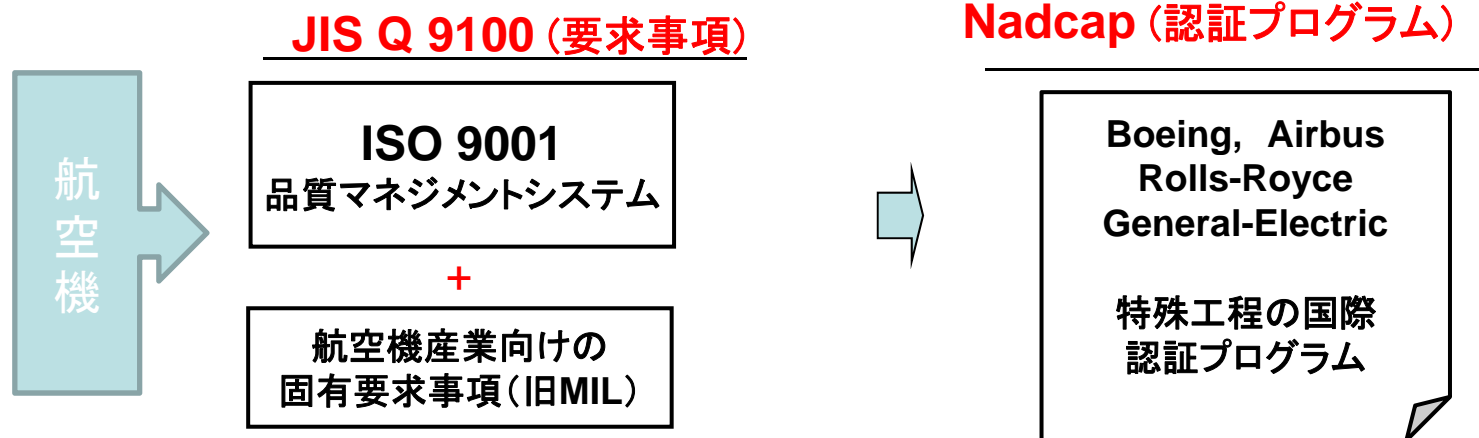 JIS Q 9100（要求事項）
Nadcap（認証プログラム）
航空機
ISO 9001
品質マネジメントシステム
+
航空機産業向けの
固有要求事項（旧MIL）
Boeing, Airbus
Rolls-Royce
General-Electric
特殊工程の国際
認証プログラム